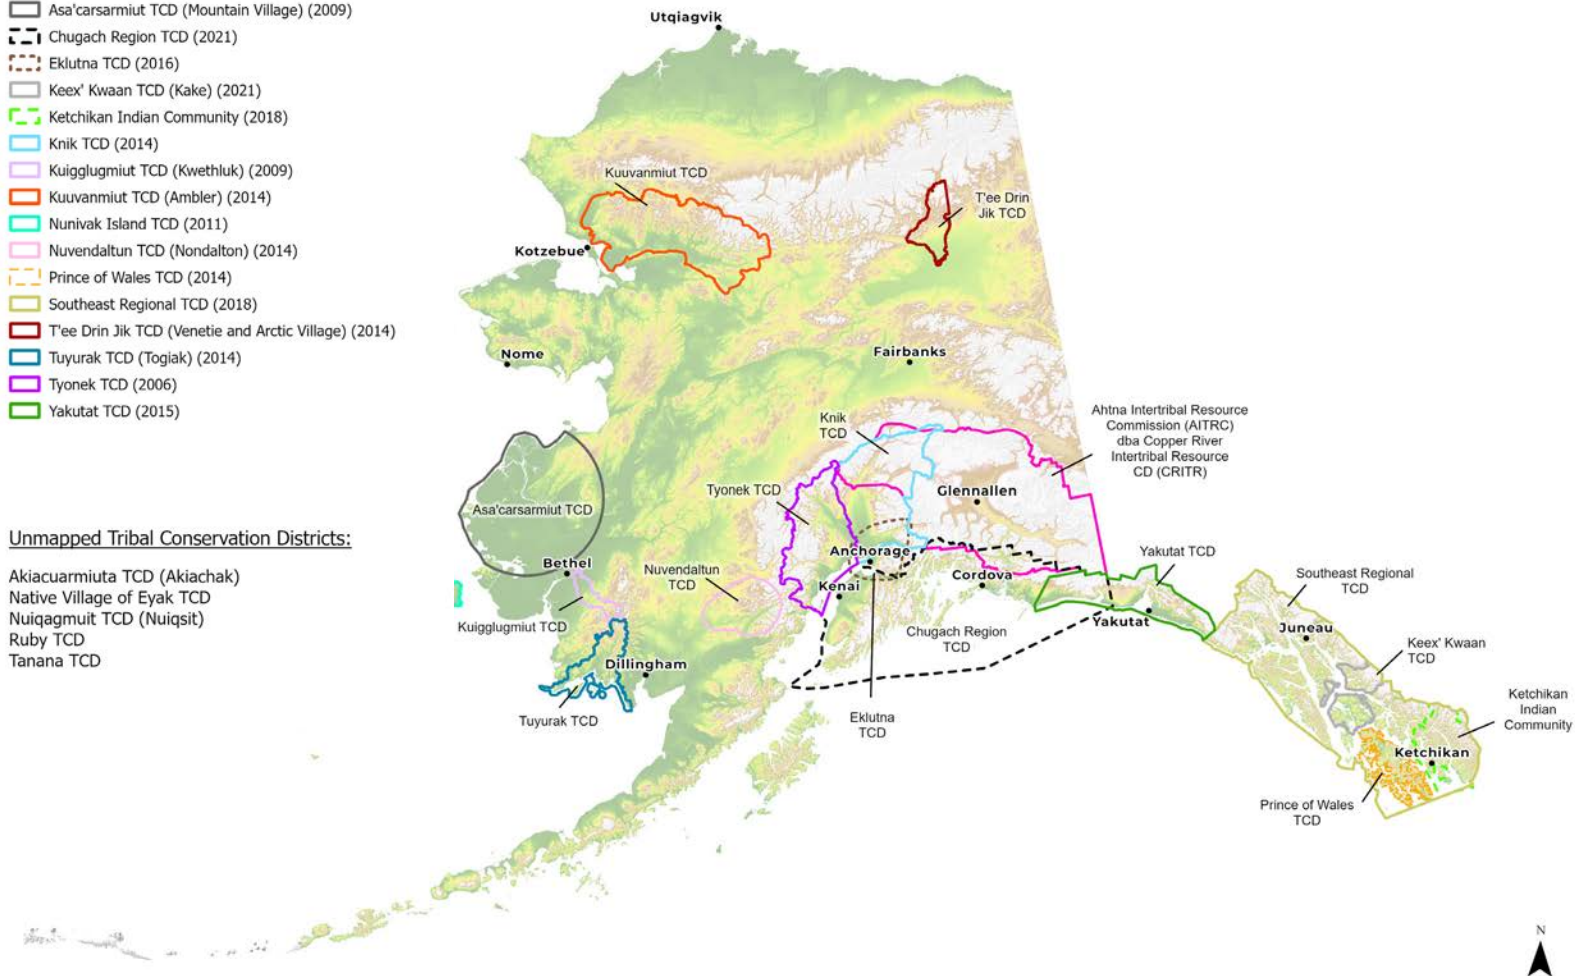 Asa'carsarmiut TCD (Mountain Village) (2009)
Chugach Region TCD (2021)
Eklutna TCD (2016)
Keex' Kwaan TCD (Kake) (2021)
Ketchikan Indian Community (2018)
Knik TCD (2014)
Kuigglugmiut TCD (Kwethluk) (2009)
Kuuvanmiut TCD (Ambler) (2014)
Nunivak Island TCD (2011)
Nuvendaltun TCD (Nondalton) (2014)
Prince of Wales TCD (2014)
Southeast Regional TCD (2018)
T'ee Drin Jik TCD (Venetie and Arctic Village) (2014)
Tuyurak TCD (Togiak) (2014)
Tyonek TCD (2006)
Yakutat TCD (2015)
Unmapped Tribal Conservation Districts:
Akiacuarmiuta TCD (Akiachak)
Native Village of Eyak TCD
Nuiqagmuit TCD (Nuiqsit)
Ruby TCD
Tanana TCD
Utqiagvik
Kuuvanmiut TCD
T'ee Drin
Jik TCD
Kotzebue
Nome
Fairbanks
Knik
TCD
Ahtna Intertribal Resource
Commission (AITRC)
dba Copper River
Intertribal Resource
CD (CRITR)
Tyonek TCD
Glennallen
Asa'carsarmiut TCD
Anchorage
Yakutat TCD
Bethel
Nuvendaltun
TCD
Kenai
Cordova
Southeast Regional
TCD
Kuigglugmiut TCD
Chugach Region
TCD
Yakutat
Juneau
Keex' Kwaan
TCD
Dillingham
Tuyurak TCD
Eklutna
TCD
Ketchikan
Indian
Community
Ketchikan
Prince of Wales
TCD
N